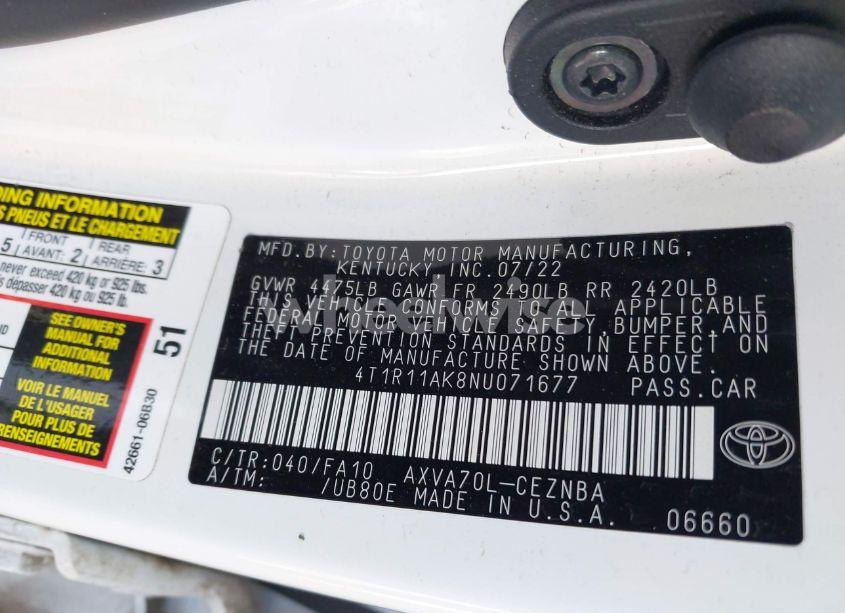 DING INFORMATION
S PNEUS ET LE CHARGEMENT
5 | FRONT AVANT: 2 | REAR ARRIÈRE: 3
never exceed 420 kg or 925 lbs.
dépasser 420 kg ou 925 lb.
ND
SEE OWNER'S
MANUAL FOR
ADDITIONAL
INFORMATION
VOIR LE MANUEL
DE L'USAGER
POUR PLUS DE
RENSEIGNEMENTS
51
42661-06B30
MFD.BY:TOYOTA MOTOR MANUFACTURING,
KENTUCKY INC.07/22
GVWR 4475LB GAWR FR 2490LB RR 2420LB
THIS VEHICLE CONFORMS TO ALL APPLICABLE
FEDERAL MOTOR VEHICLE SAFETY,BUMPER,AND
THEFT PREVENTION STANDARDS IN EFFECT ON
THE DATE OF MANUFACTURE SHOWN ABOVE.
4T1R11AK8NU071677 PASS.CAR
C/TR:040/FA10 AXVA70L-CEZNBA
A/TM: /UB80E MADE IN U.S.A. 06660
wheelwise